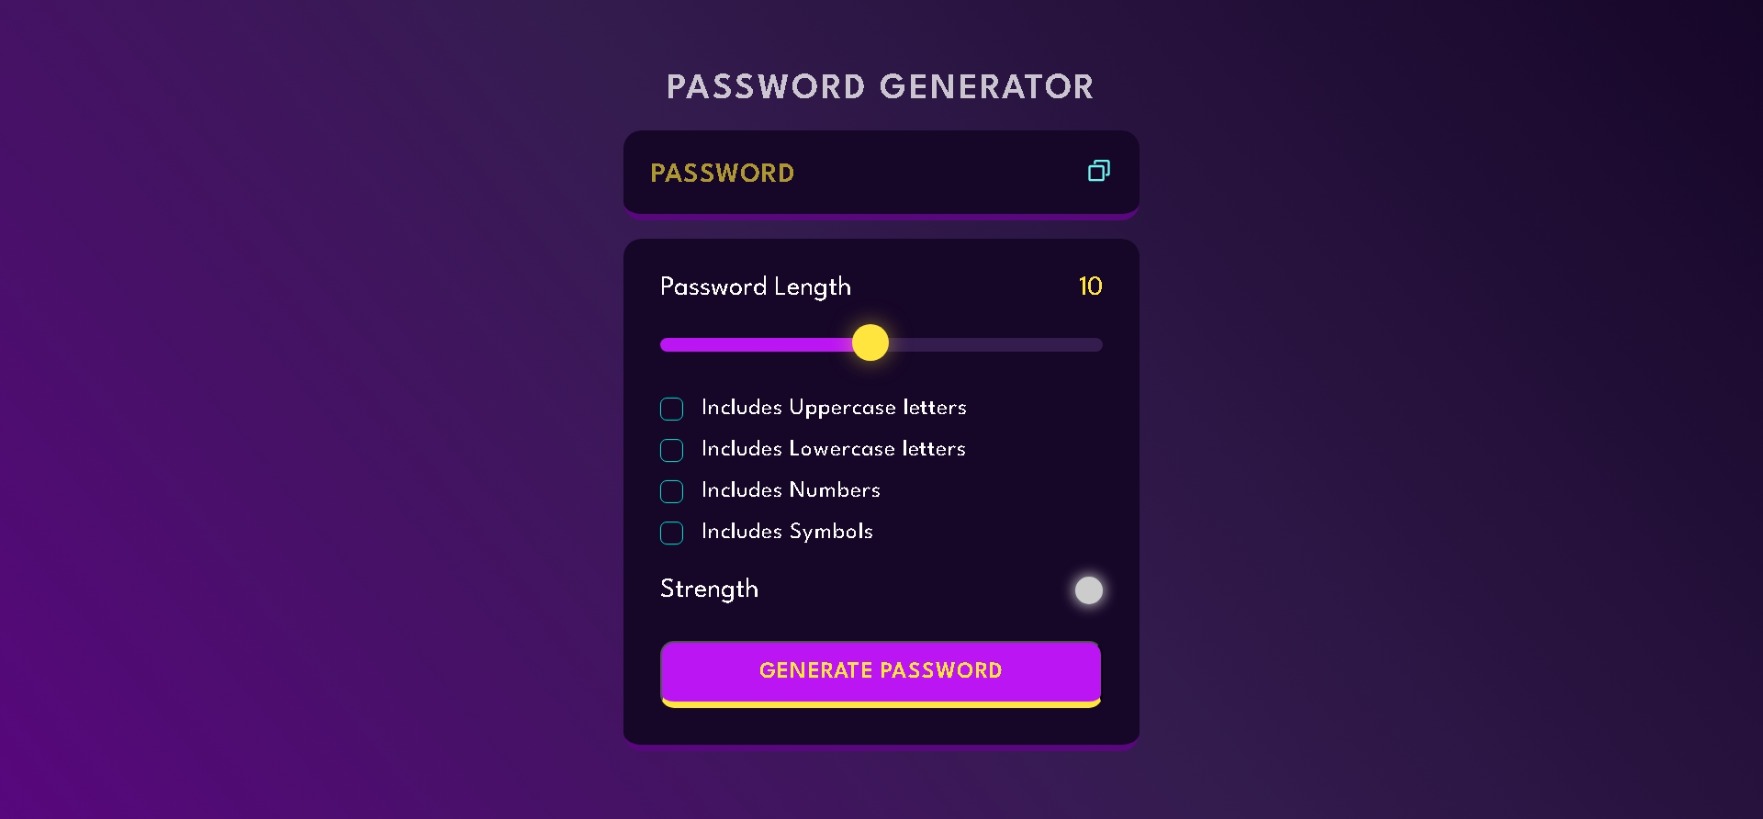 PASSWORD GENERATOR
PASSWORD
Password Length 10
Includes Uppercase letters
Includes Lowercase letters
Includes Numbers
Includes Symbols
Strength
GENERATE PASSWORD